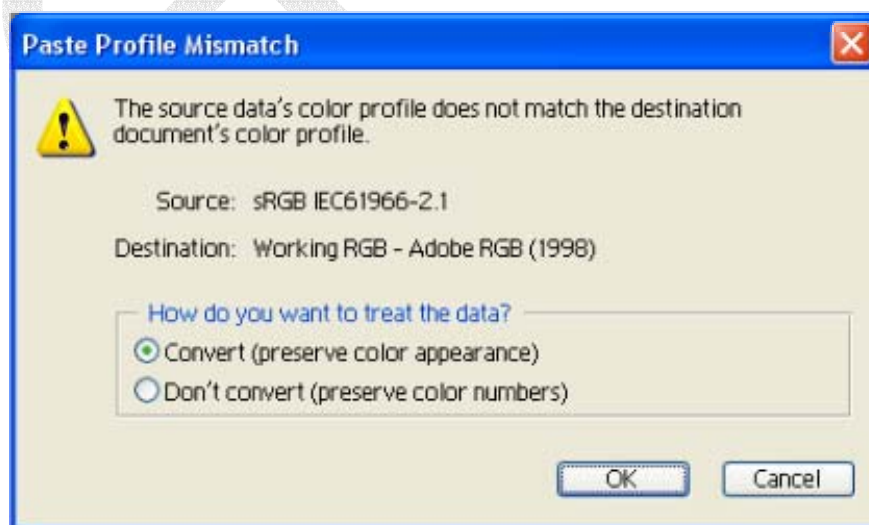 Paste Profile Mismatch
The source data's color profile does not match the destination
document's color profile.
Source: sRGB IEC61966-2.1
Destination: Working RGB - Adobe RGB (1998)
How do you want to treat the data?
Convert (preserve color appearance)
Don't convert (preserve color numbers)
OK Cancel